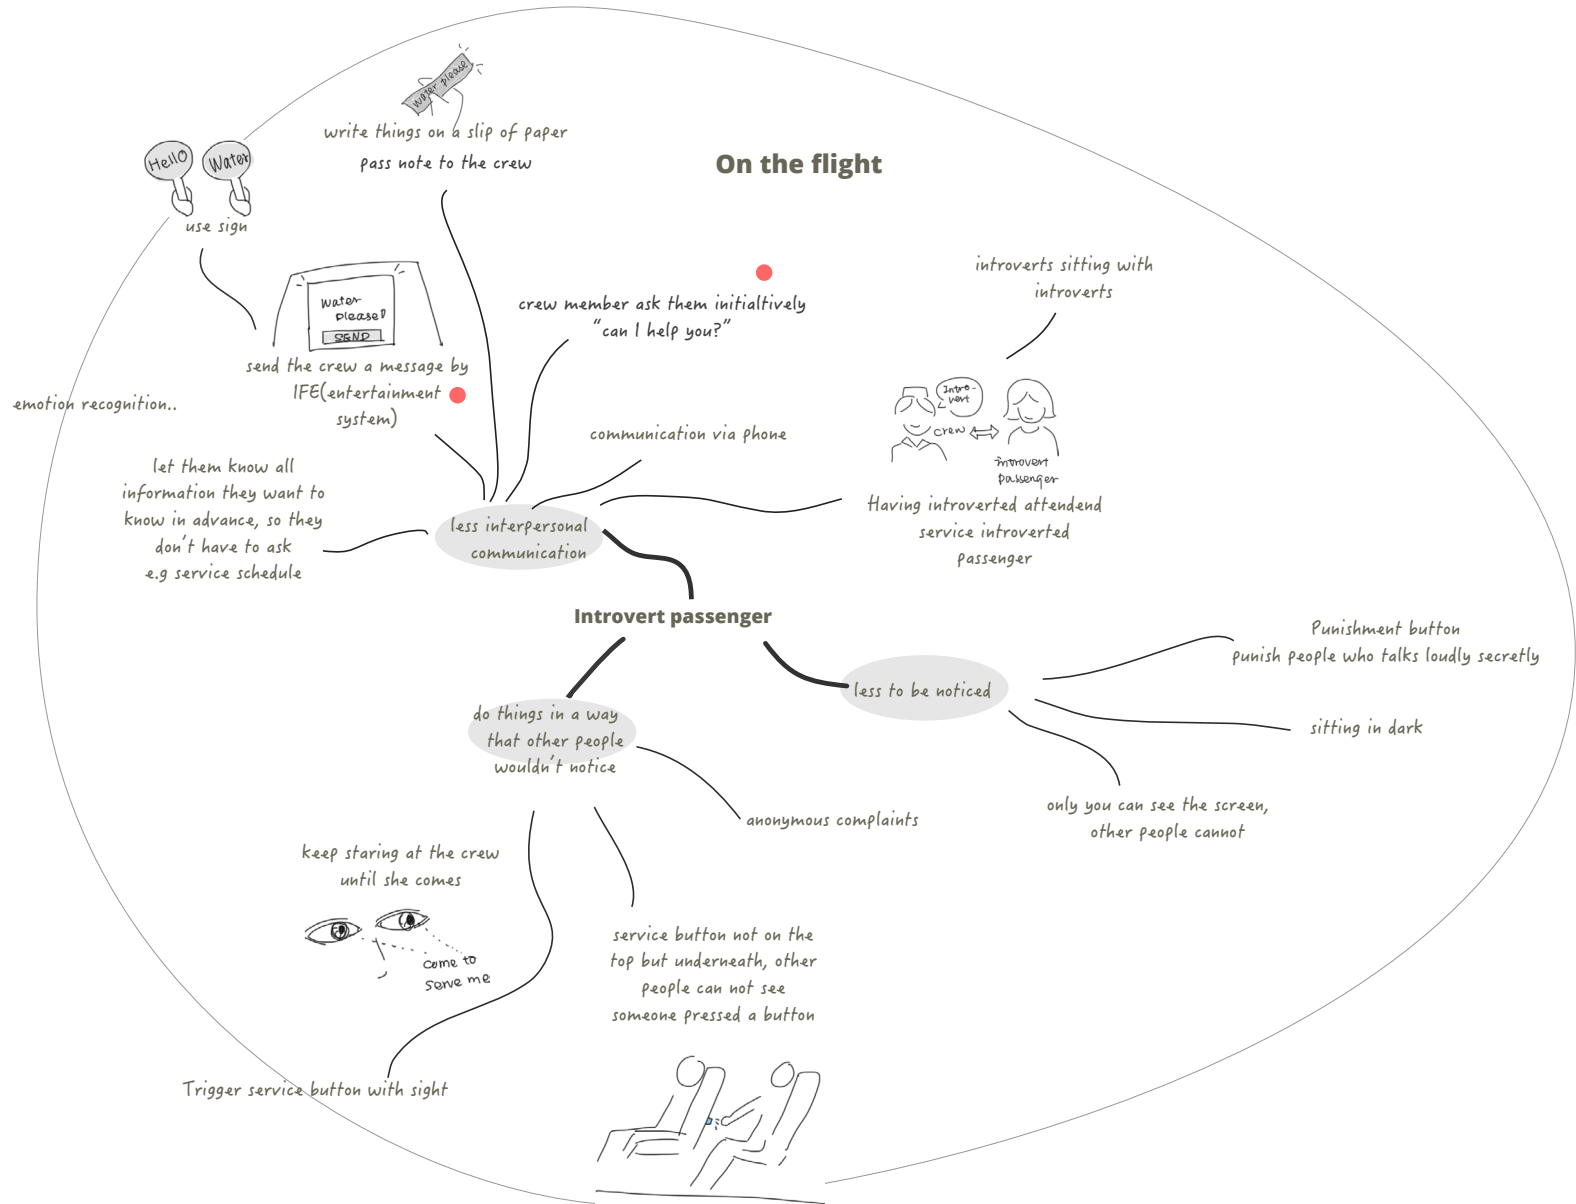 Water please
write things on a slip of paper
pass note to the crew
On the flight
Hello
Water
use sign
introverts sitting with
introverts
crew member ask them initialtively
“can I help you?”
Water
please!
SEND
send the crew a message by
IFE(entertainment
system)
emotion recognition..
Intro-
vert
crew
introvert
passenger
Having introverted attendend
service introverted
passenger
communication via phone
let them know all
information they want to
know in advance, so they
don't have to ask
e.g service schedule
less interpersonal
communication
Introvert passenger
Punishment button
punish people who talks loudly secretly
less to be noticed
sitting in dark
only you can see the screen,
other people cannot
do things in a way
that other people
wouldn't notice
anonymous complaints
keep staring at the crew
until she comes
come to
serve me
service button not on the
top but underneath, other
people can not see
someone pressed a button
Trigger service button with sight